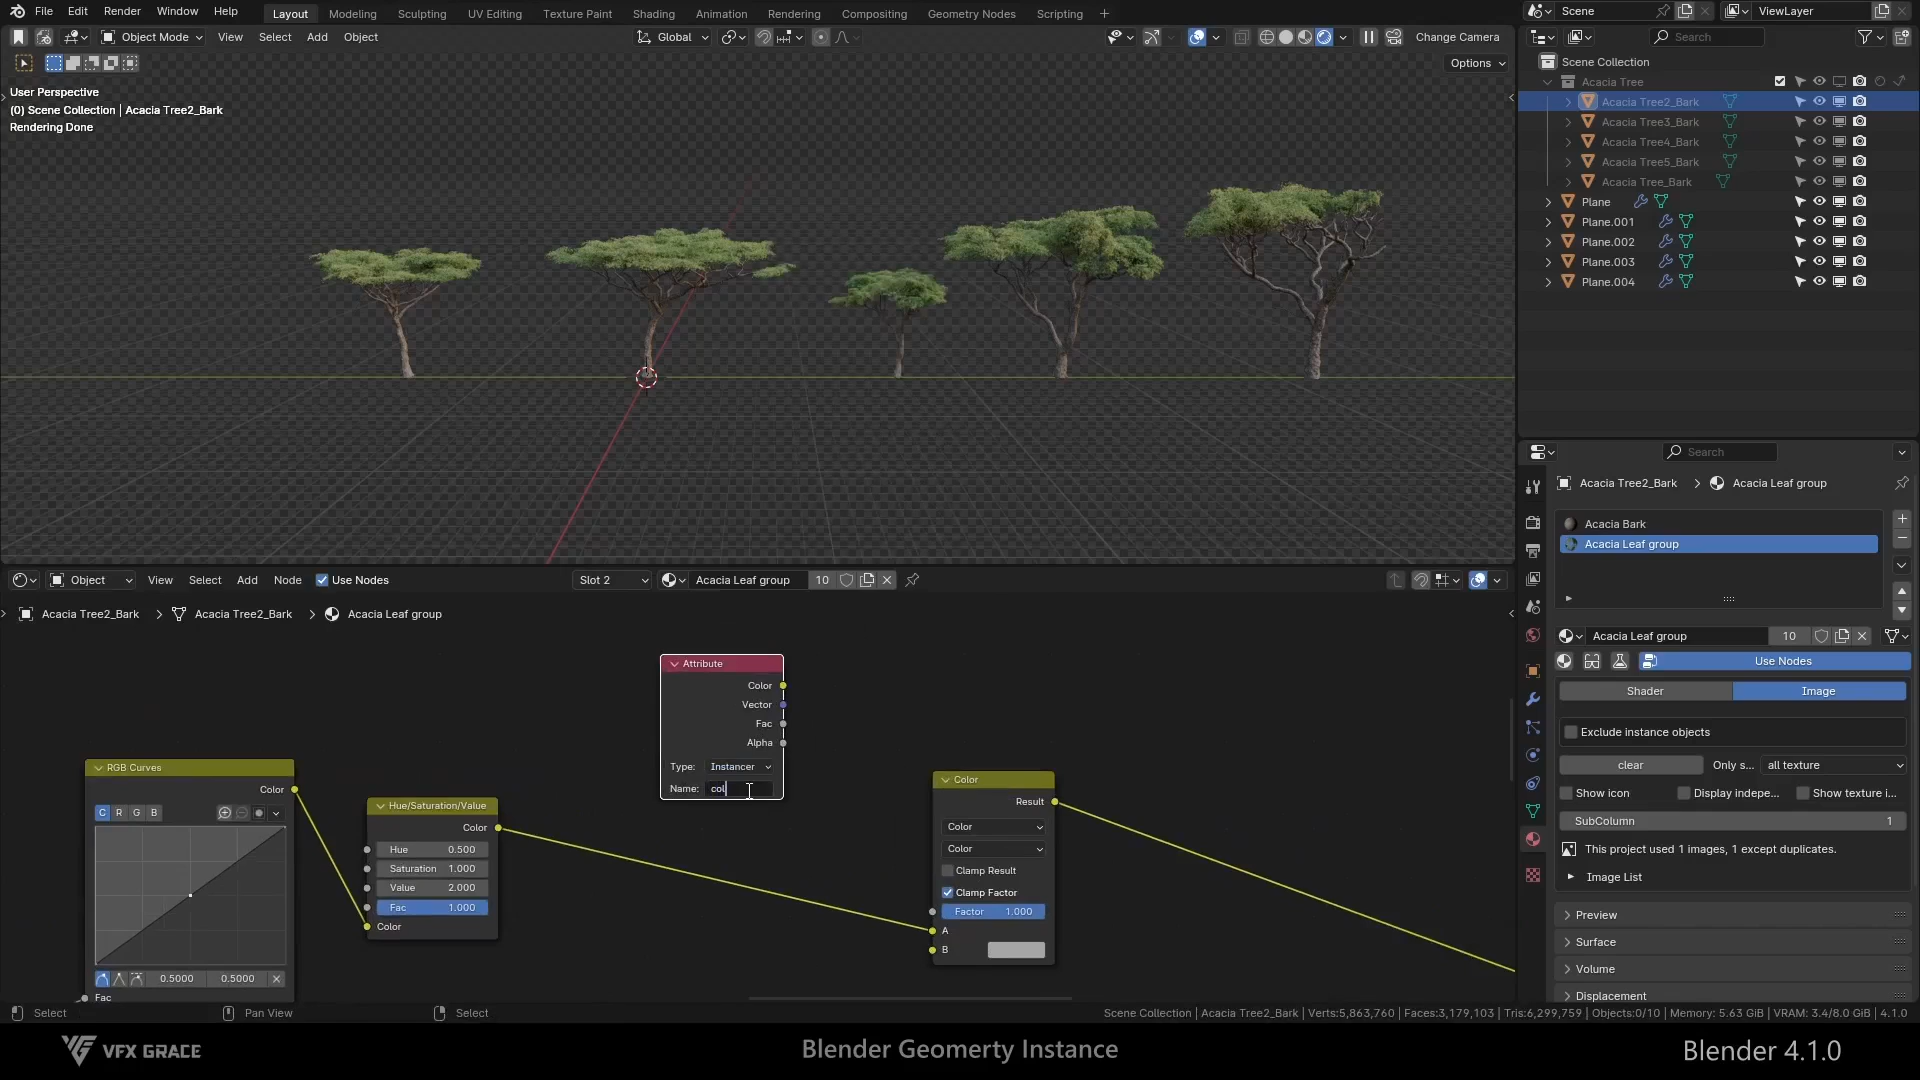 File Edit Render Window Help Layout Modeling Sculpting UV Editing Texture Paint Shading Animation Rendering Compositing Geometry Nodes Scripting + Scene ViewLayer
Object Mode View Select Add Object Global Change Camera Search
Options
User Perspective
(0) Scene Collection | Acacia Tree2_Bark
Rendering Done
Scene Collection
Acacia Tree
Acacia Tree2_Bark
Acacia Tree3_Bark
Acacia Tree4_Bark
Acacia Tree5_Bark
Acacia Tree_Bark
Plane
Plane.001
Plane.002
Plane.003
Plane.004
Search
Acacia Tree2_Bark > Acacia Leaf group
Acacia Bark
Acacia Leaf group
Acacia Leaf group 10
Use Nodes
Shader Image
Exclude instance objects
clear Only s... all texture
Show icon Display indepe... Show texture i...
SubColumn 1
This project used 1 images, 1 except duplicates.
Image List
Preview
Surface
Volume
Displacement
Object View Select Add Node Use Nodes Slot 2 Acacia Leaf group 10
Acacia Tree2_Bark > Acacia Tree2_Bark > Acacia Leaf group
Attribute
Color
Vector
Fac
Alpha
Type: Instancer
Name: col
RGB Curves
Color
C R G B
0.5000 0.5000
Fac
Hue/Saturation/Value
Color
Hue 0.500
Saturation 1.000
Value 2.000
Fac 1.000
Color
Color
Result
Color
Color
Clamp Result
Clamp Factor
Factor 1.000
A
B
Select Pan View Select Scene Collection | Acacia Tree2_Bark | Verts:5,863,760 | Faces:3,179,103 | Tris:6,299,759 | Objects:0/10 | Memory: 5.63 GiB | VRAM: 3.4/8.0 GiB | 4.1.0
VFX GRACE Blender Geomerty Instance Blender 4.1.0